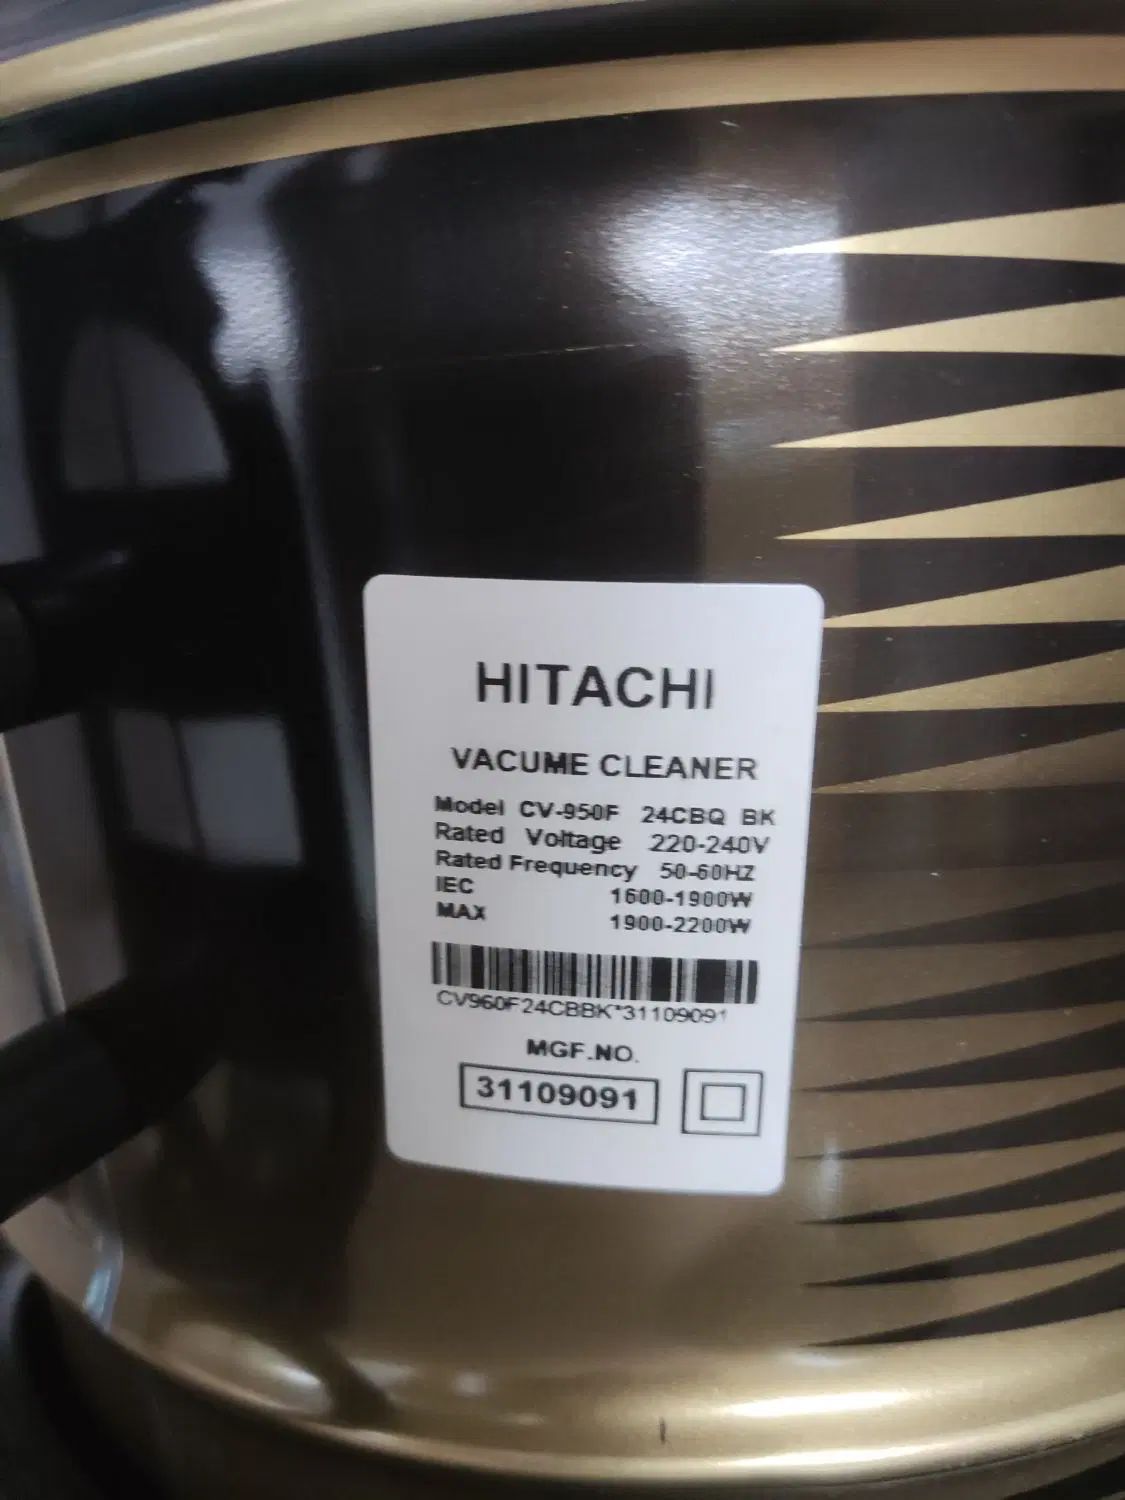 HITACHI
VACUME CLEANER
Model CV-950F 24CBQ BK
Rated Voltage 220-240V
Rated Frequency 50-60HZ
IEC 1600-1900W
MAX 1900-2200W
CV960F24CBBK*31109091
MGF.NO.
31109091